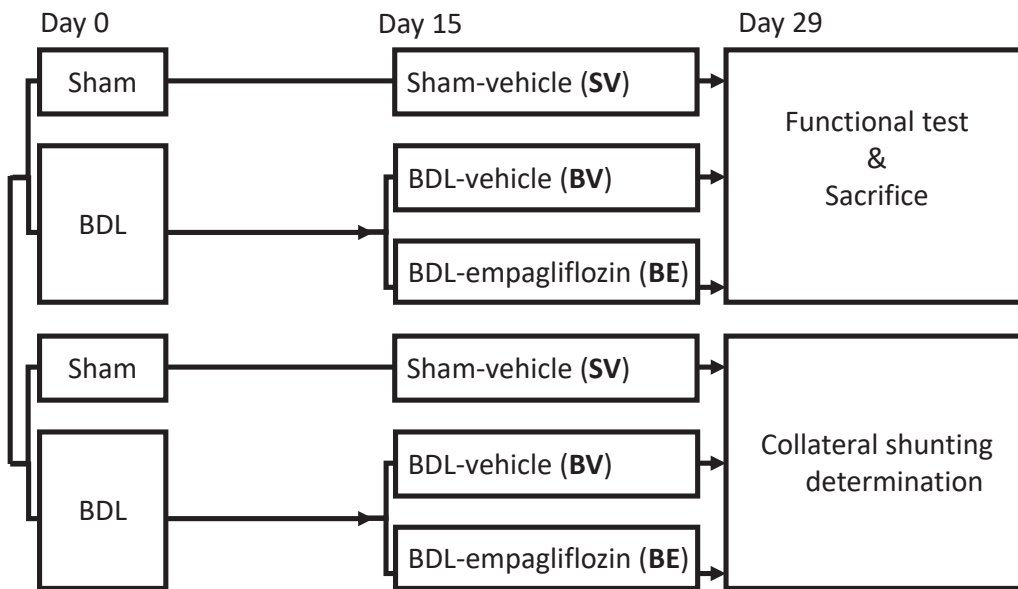 Day 0
Day 15
Day 29
Sham
Sham-vehicle (SV)
BDL
BDL-vehicle (BV)
BDL-empagliflozin (BE)
Functional test
&
Sacrifice
Sham
Sham-vehicle (SV)
BDL
BDL-vehicle (BV)
BDL-empagliflozin (BE)
Collateral shunting
determination